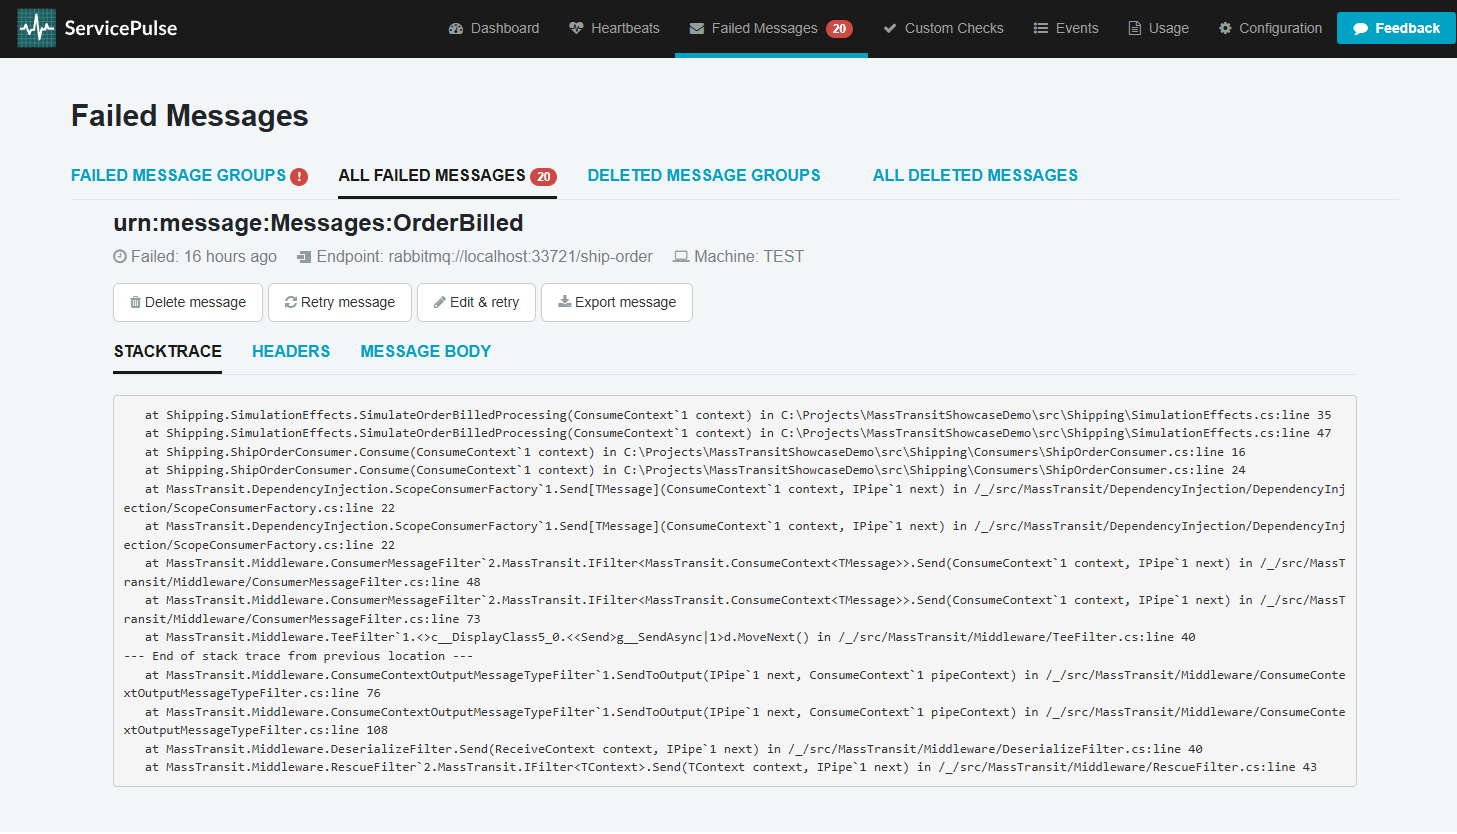 ServicePulse
Dashboard Heartbeats Failed Messages 20 Custom Checks Events Usage Configuration Feedback
Failed Messages
FAILED MESSAGE GROUPS ! ALL FAILED MESSAGES 20 DELETED MESSAGE GROUPS ALL DELETED MESSAGES
urn:message:Messages:OrderBilled
Failed: 16 hours ago Endpoint: rabbitmq://localhost:33721/ship-order Machine: TEST
Delete message Retry message Edit & retry Export message
STACKTRACE HEADERS MESSAGE BODY
at Shipping.SimulationEffects.SimulateOrderBilledProcessing(ConsumeContext`1 context) in C:\Projects\MassTransitShowcaseDemo\src\Shipping\SimulationEffects.cs:line 35
at Shipping.SimulationEffects.SimulateOrderBilledProcessing(ConsumeContext`1 context) in C:\Projects\MassTransitShowcaseDemo\src\Shipping\SimulationEffects.cs:line 47
at Shipping.ShipOrderConsumer.Consume(ConsumeContext`1 context) in C:\Projects\MassTransitShowcaseDemo\src\Shipping\Consumers\ShipOrderConsumer.cs:line 16
at Shipping.ShipOrderConsumer.Consume(ConsumeContext`1 context) in C:\Projects\MassTransitShowcaseDemo\src\Shipping\Consumers\ShipOrderConsumer.cs:line 24
at MassTransit.DependencyInjection.ScopeConsumerFactory`1.Send[TMessage](ConsumeContext`1 context, IPipe`1 next) in /_/src/MassTransit/DependencyInjection/DependencyInj
ection/ScopeConsumerFactory.cs:line 22
at MassTransit.DependencyInjection.ScopeConsumerFactory`1.Send[TMessage](ConsumeContext`1 context, IPipe`1 next) in /_/src/MassTransit/DependencyInjection/DependencyInj
ection/ScopeConsumerFactory.cs:line 22
at MassTransit.Middleware.ConsumerMessageFilter`2.MassTransit.IFilter<MassTransit.ConsumeContext<TMessage>>.Send(ConsumeContext`1 context, IPipe`1 next) in /_/src/MassT
ransit/Middleware/ConsumerMessageFilter.cs:line 48
at MassTransit.Middleware.ConsumerMessageFilter`2.MassTransit.IFilter<MassTransit.ConsumeContext<TMessage>>.Send(ConsumeContext`1 context, IPipe`1 next) in /_/src/MassT
ransit/Middleware/ConsumerMessageFilter.cs:line 73
at MassTransit.Middleware.TeeFilter`1.<>c__DisplayClass5_0.<<Send>g__SendAsync|1>d.MoveNext() in /_/src/MassTransit/Middleware/TeeFilter.cs:line 40
--- End of stack trace from previous location ---
at MassTransit.Middleware.ConsumeContextOutputMessageTypeFilter`1.SendToOutput(IPipe`1 next, ConsumeContext`1 pipeContext) in /_/src/MassTransit/Middleware/ConsumeConte
xtOutputMessageTypeFilter.cs:line 76
at MassTransit.Middleware.ConsumeContextOutputMessageTypeFilter`1.SendToOutput(IPipe`1 next, ConsumeContext`1 pipeContext) in /_/src/MassTransit/Middleware/ConsumeConte
xtOutputMessageTypeFilter.cs:line 108
at MassTransit.Middleware.DeserializeFilter.Send(ReceiveContext context, IPipe`1 next) in /_/src/MassTransit/Middleware/DeserializeFilter.cs:line 40
at MassTransit.Middleware.RescueFilter`2.MassTransit.IFilter<TContext>.Send(TContext context, IPipe`1 next) in /_/src/MassTransit/Middleware/RescueFilter.cs:line 43